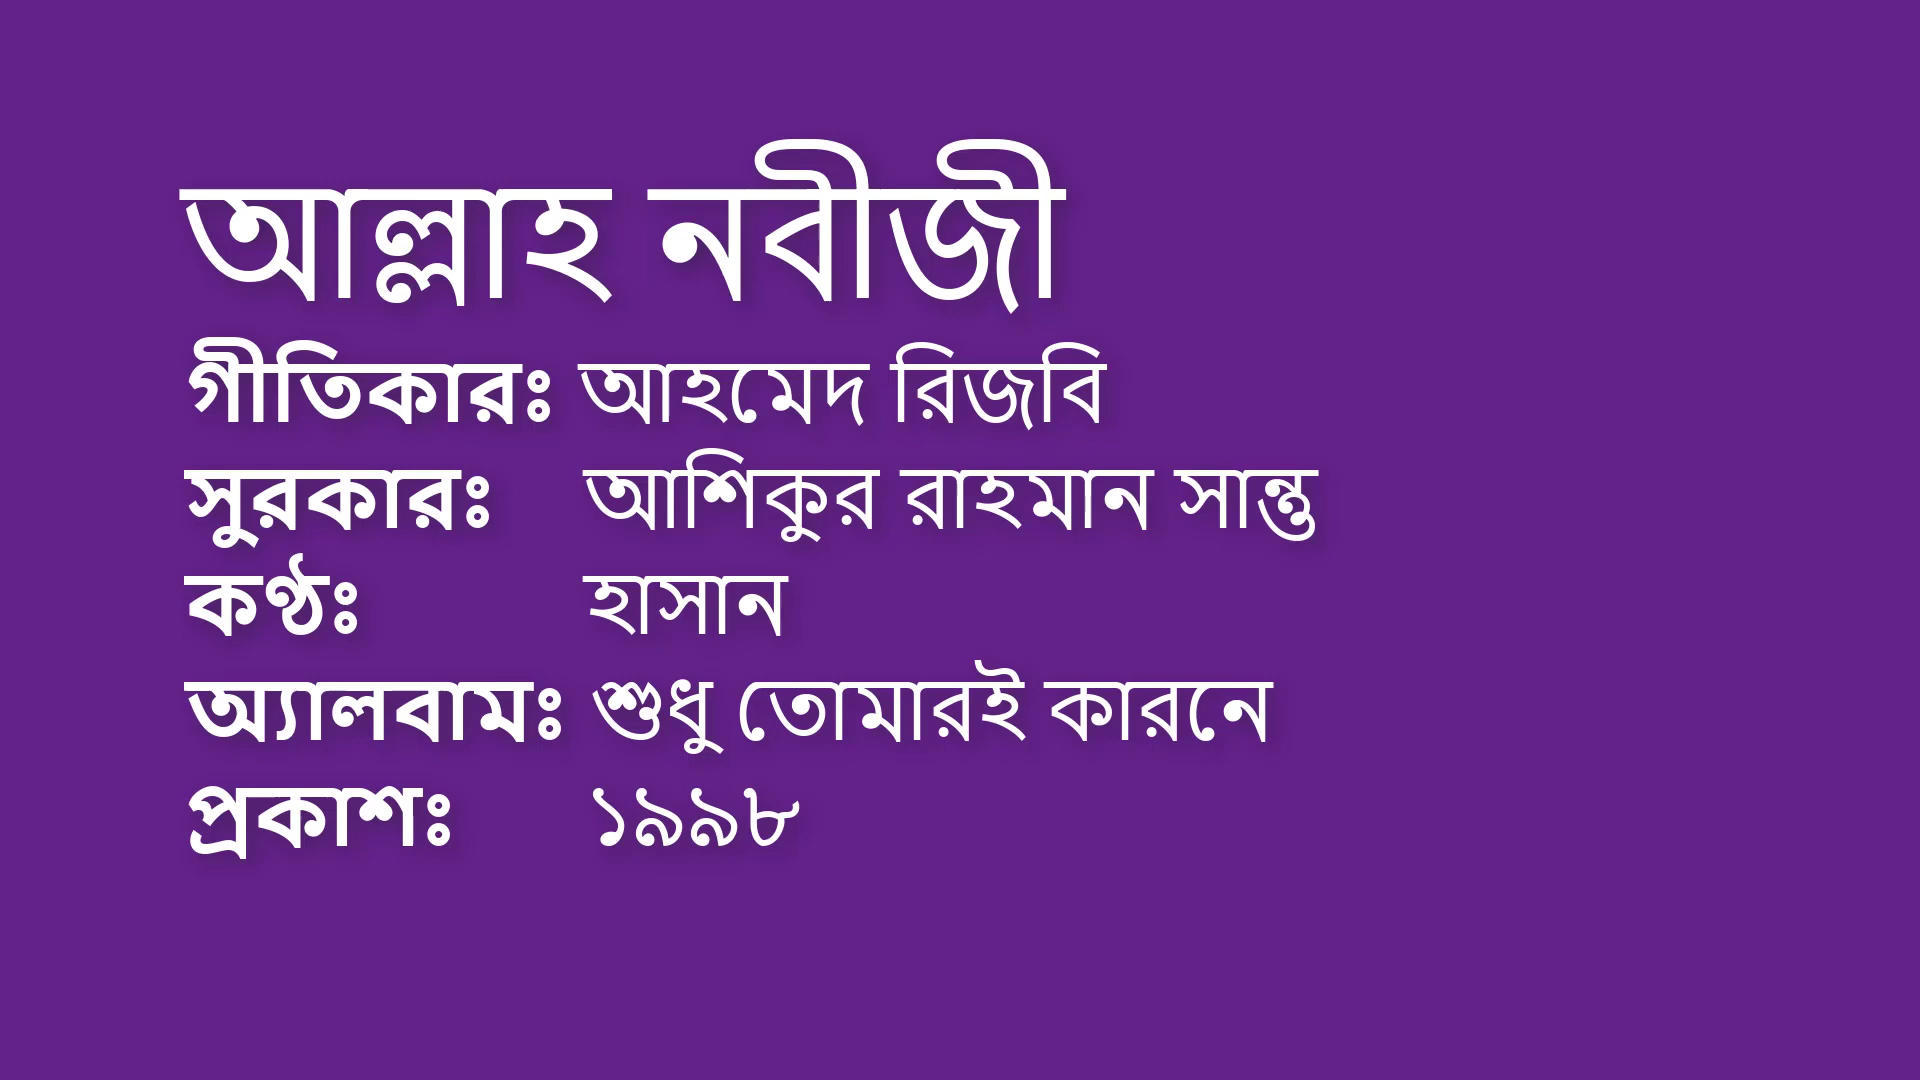 আল্লাহ নবীজী
গীতিকারঃ আহমেদ রিজবি
সুরকারঃ আশিকুর রাহমান সান্তু
কণ্ঠঃ হাসান
অ্যালবামঃ শুধু তোমারই কারনে
প্রকাশঃ ১৯৯৮